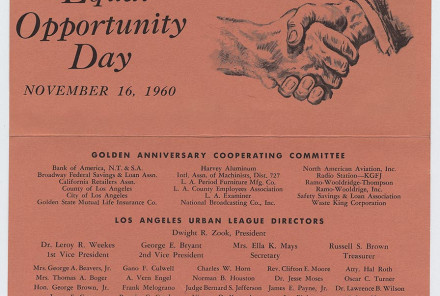 Equal
Opportunity
Day
NOVEMBER 16, 1960
GOLDEN ANNIVERSARY COOPERATING COMMITTEE
Bank of America, N.T. & S.A.
Broadway Federal Savings & Loan Assn.
California Retailers Assn.
County of Los Angeles
City of Los Angeles
Golden State Mutual Life Insurance Co.
Harvey Aluminum
Intl. Assn. of Machinists, Dist. 727
L. A. Period Furniture Mfg. Co.
L. A. County Employees Association
L. A. Examiner
National Broadcasting Co., Inc.
North American Aviation, Inc.
Radio Station—KGFJ
Ramo-Wooldridge-Thompson
Ramo-Wooldridge, Inc.
Safety Savings & Loan Association
Waste King Corporation
LOS ANGELES URBAN LEAGUE DIRECTORS
Dwight R. Zook, President
Dr. Leroy R. Weekes
1st Vice President
George E. Bryant
2nd Vice President
Mrs. Ella K. Mays
Secretary
Russell S. Brown
Treasurer
Mrs. George A. Beavers, Jr.
Mrs. Thomas A. Boger
Hon. George Brown, Jr.
Gano F. Culwell
A. Vern Engel
Frank Melograno
Charles W. Horn
Norman B. Houston
Judge Bernard S. Jefferson
Rev. Clifton E. Moore
Dr. Jesse Moses
James E. Payne, Jr.
Atty. Hal Roth
Oscar C. Turner
Dr. Lawrence B. Wilson